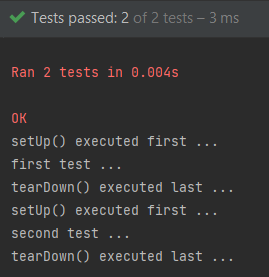 Tests passed: 2 of 2 tests – 3 ms
Ran 2 tests in 0.004s
OK
setUp() executed first ...
first test ...
tearDown() executed last ...
setUp() executed first ...
second test ...
tearDown() executed last ...